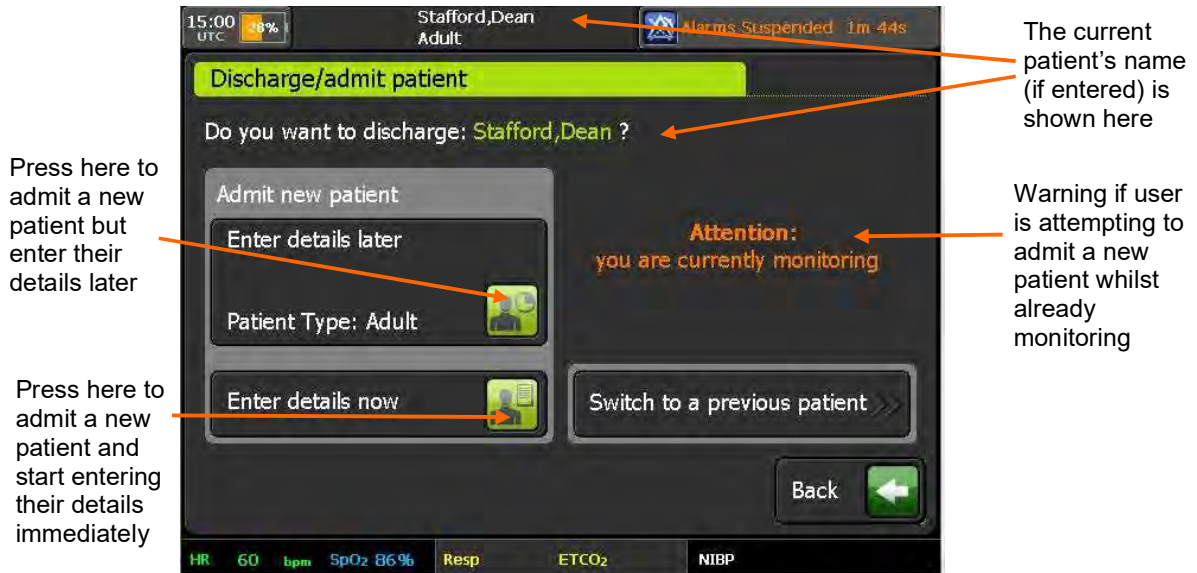 15:00
UTC
28%
Stafford,Dean
Adult
Alarms Suspended 1m 44s
The current
patient's name
(if entered) is
shown here
Discharge/admit patient
Do you want to discharge: Stafford,Dean ?
Press here to
admit a new
patient but
enter their
details later
Admit new patient
Enter details later
Patient Type: Adult
Attention:
you are currently monitoring
Warning if user
is attempting to
admit a new
patient whilst
already
monitoring
Press here to
admit a new
patient and
start entering
their details
immediately
Enter details now
Switch to a previous patient
Back
HR 60 bpm SpO2 86% Resp ETCO2 NIBP